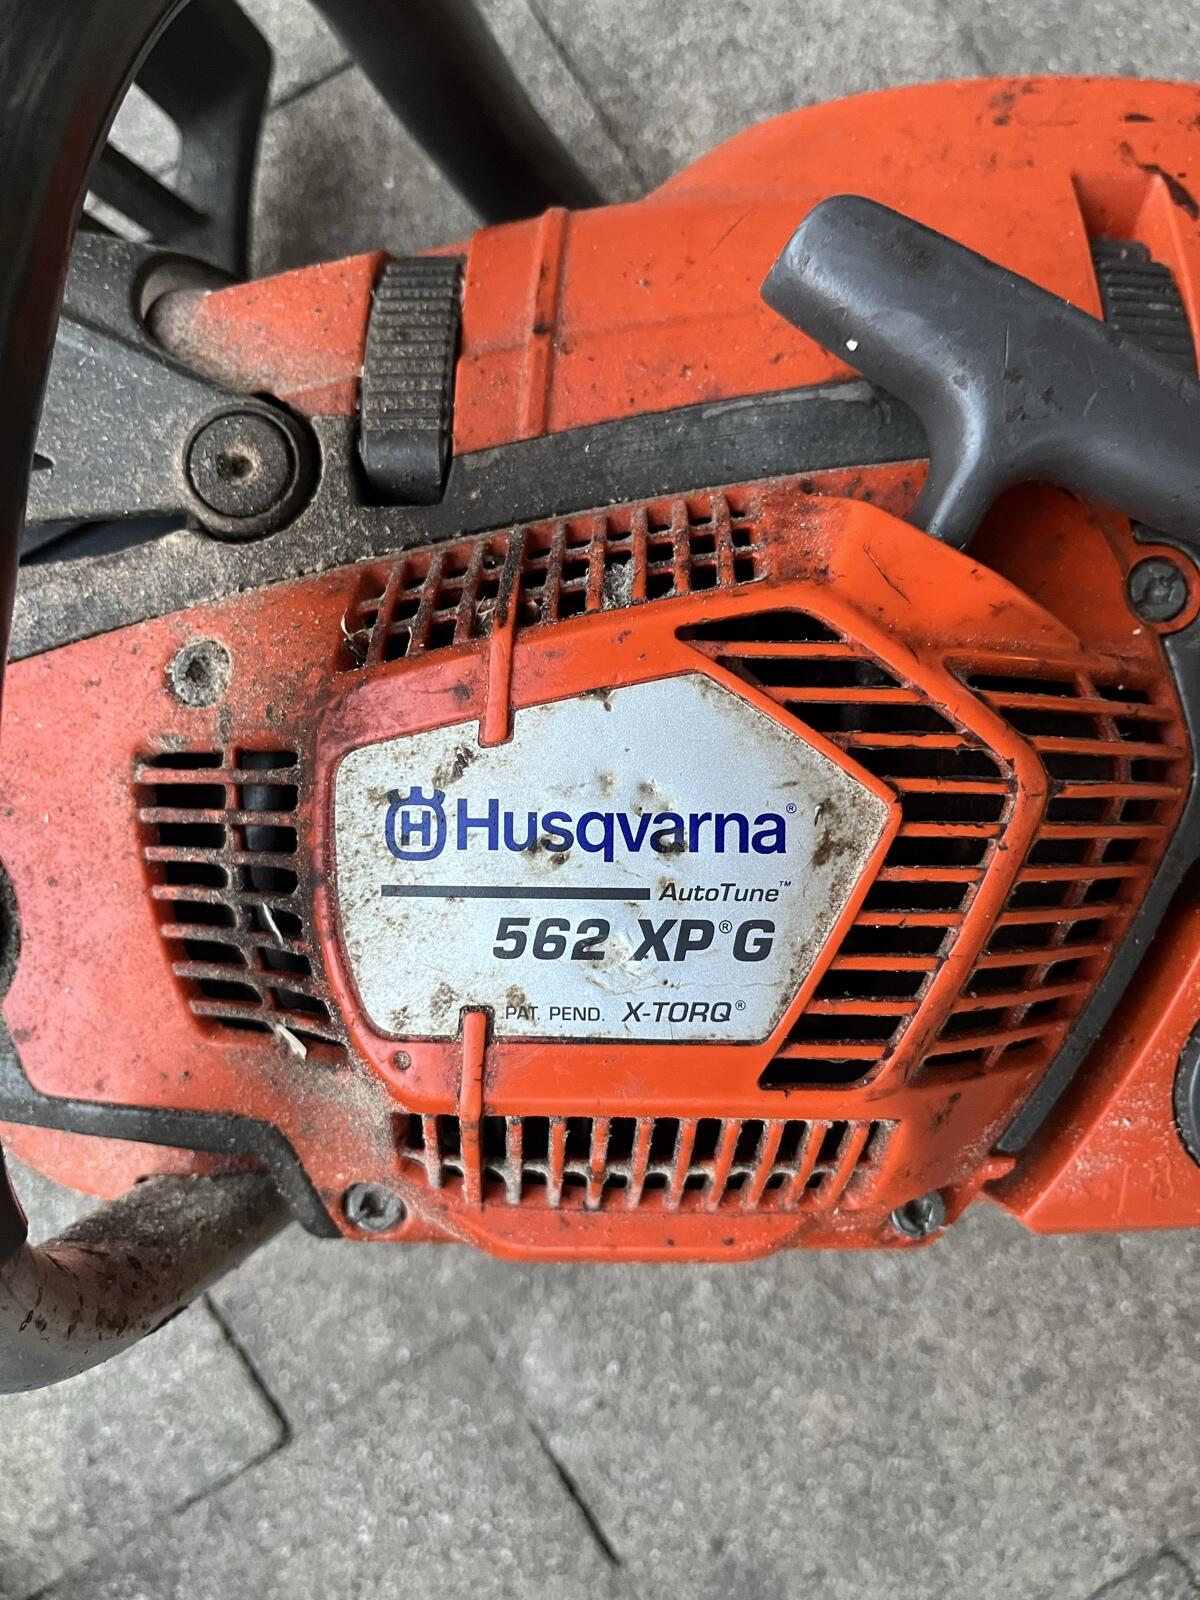 H Husqvarna®
AutoTune™
562 XP® G
PAT. PEND. X-TORQ®